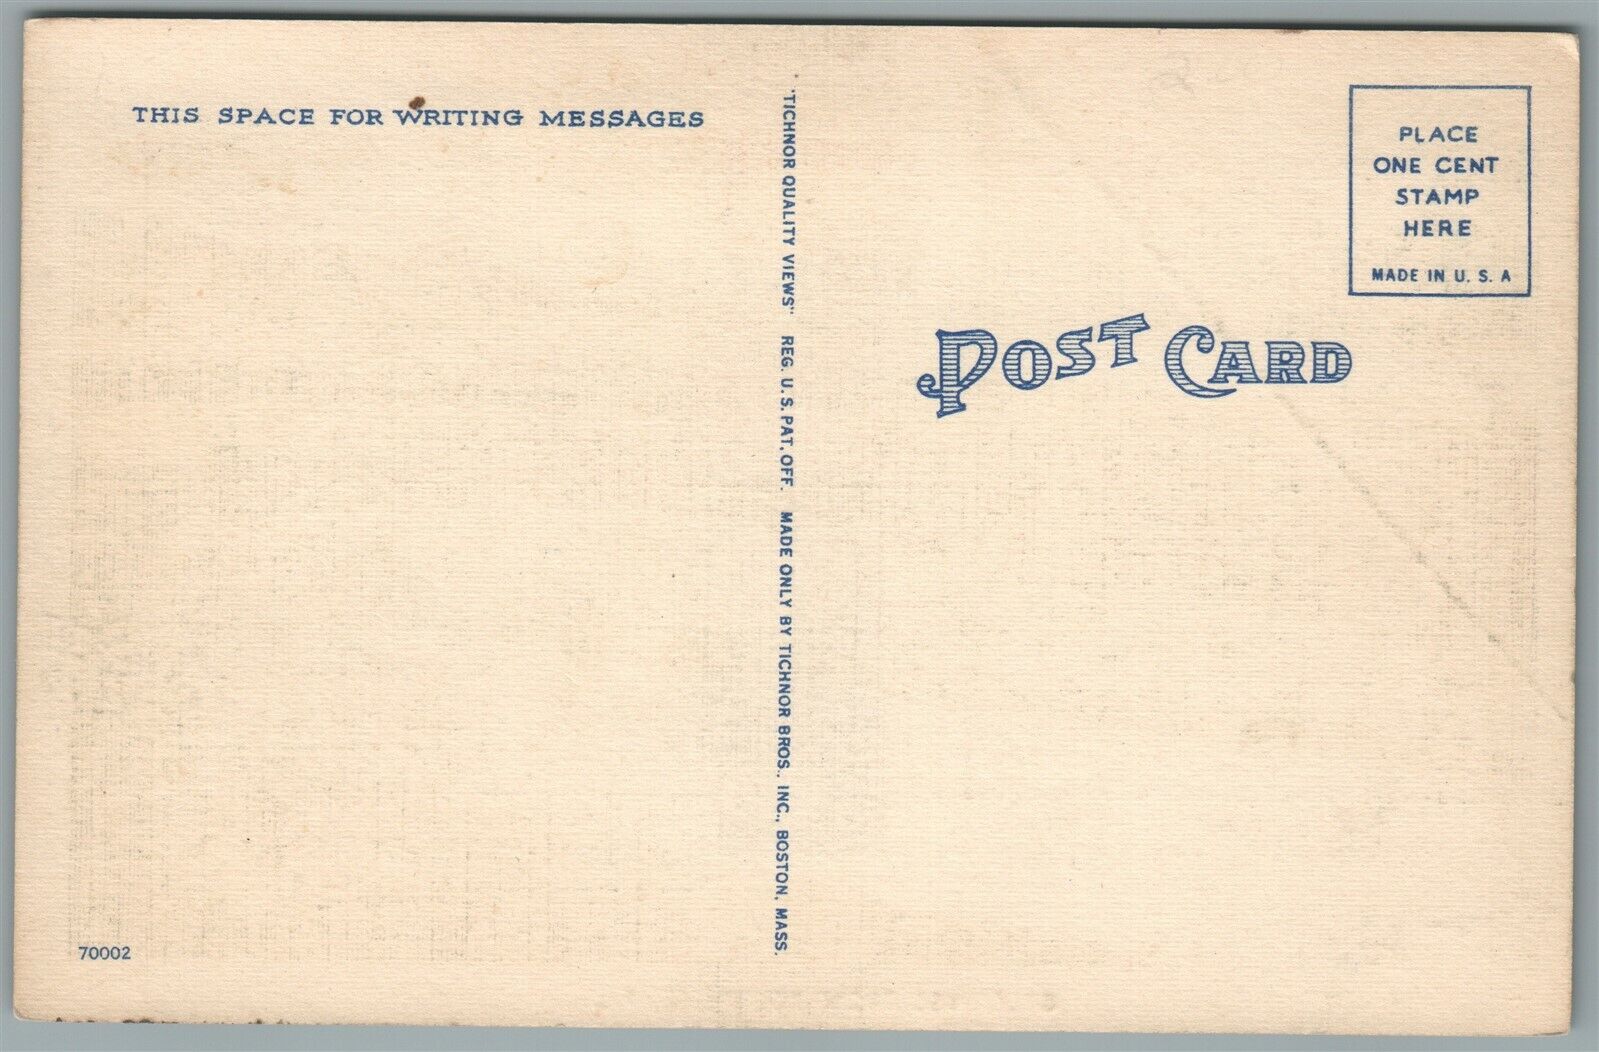 THIS SPACE FOR WRITING MESSAGES
"TICHNOR QUALITY VIEWS" REG. U.S. PAT. OFF. MADE ONLY BY TICHNOR BROS., INC., BOSTON, MASS.
PLACE
ONE CENT
STAMP
HERE
MADE IN U. S. A
POST CARD
70002